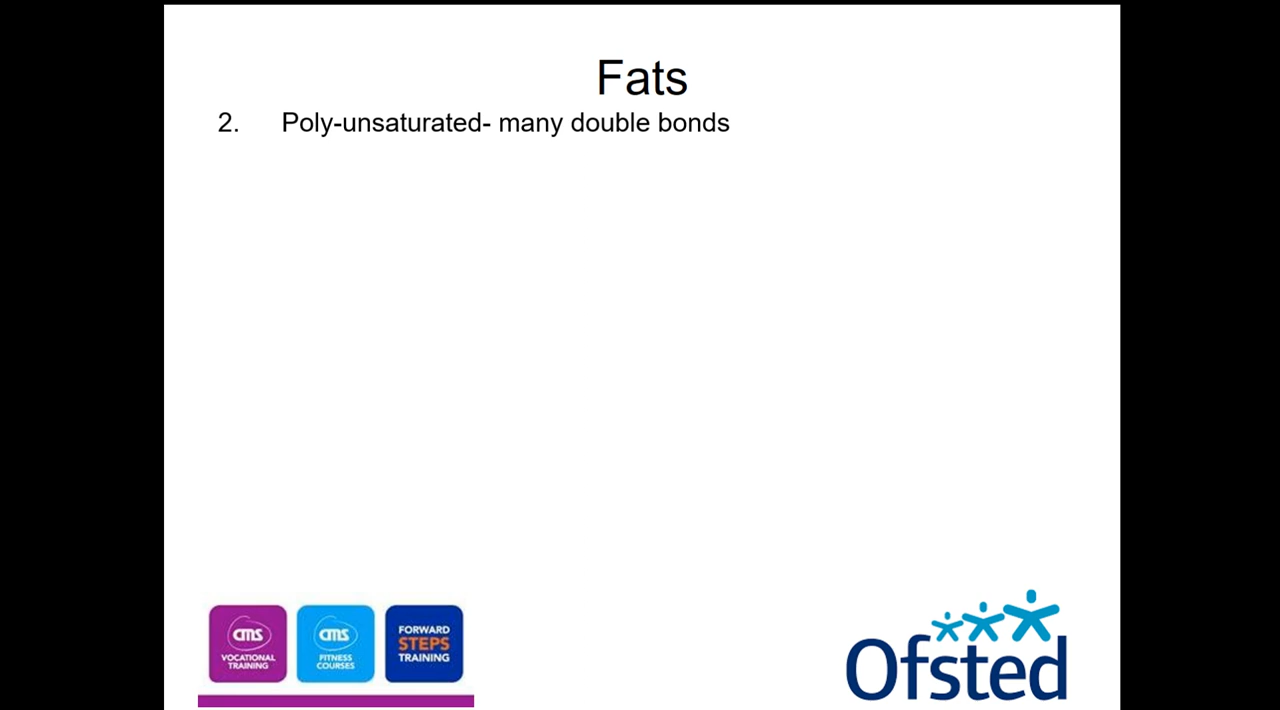 Fats
2. Poly-unsaturated- many double bonds
cms
VOCATIONAL
TRAINING
cms
FITNESS
COURSES
FORWARD
STEPS
TRAINING
Ofsted